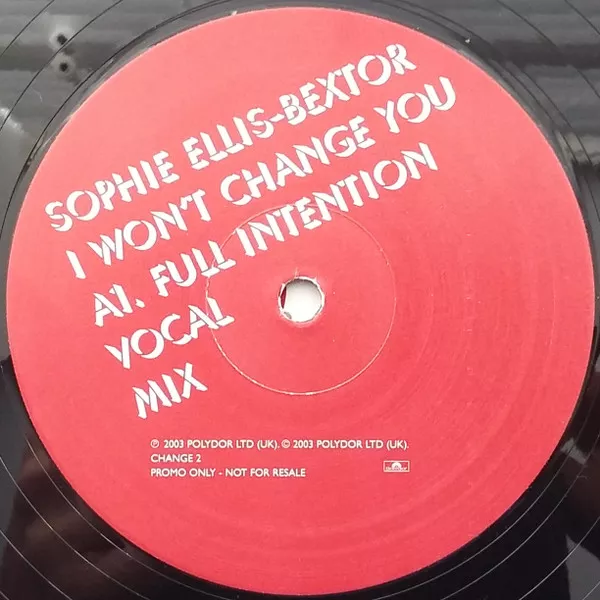 SOPHIE ELLIS-BEXTOR
I WON'T CHANGE YOU
A1. FULL INTENTION
VOCAL
MIX
℗ 2003 POLYDOR LTD (UK). © 2003 POLYDOR LTD (UK).
CHANGE 2
PROMO ONLY - NOT FOR RESALE